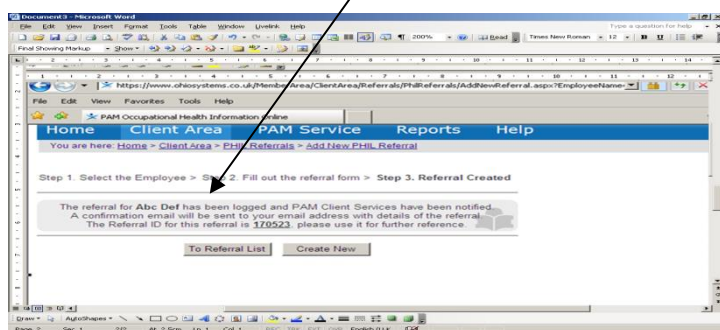 Document3 - Microsoft Word
File Edit View Insert Format Tools Table Window Livelink Help Type a question for help
200% Read Times New Roman 12 B U
Final Showing Markup Show
https://www.ohiosystems.co.uk/MemberArea/ClientArea/Referrals/PhilReferrals/AddNewReferral.aspx?EmployeeName=
File Edit View Favorites Tools Help
PAM Occupational Health Information Online
Home Client Area PAM Service Reports Help
You are here: Home > Client Area > PHIL Referrals > Add New PHIL Referral
Step 1. Select the Employee > Step 2. Fill out the referral form > Step 3. Referral Created
The referral for Abc Def has been logged and PAM Client Services have been notified.
A confirmation email will be sent to your email address with details of the referral.
The Referral ID for this referral is 170523. please use it for further reference.
To Referral List Create New
Draw AutoShapes
Page 2 Sec 1 2/2 Ln 1 Col 1 REC TRK EXT OVR English (U.K